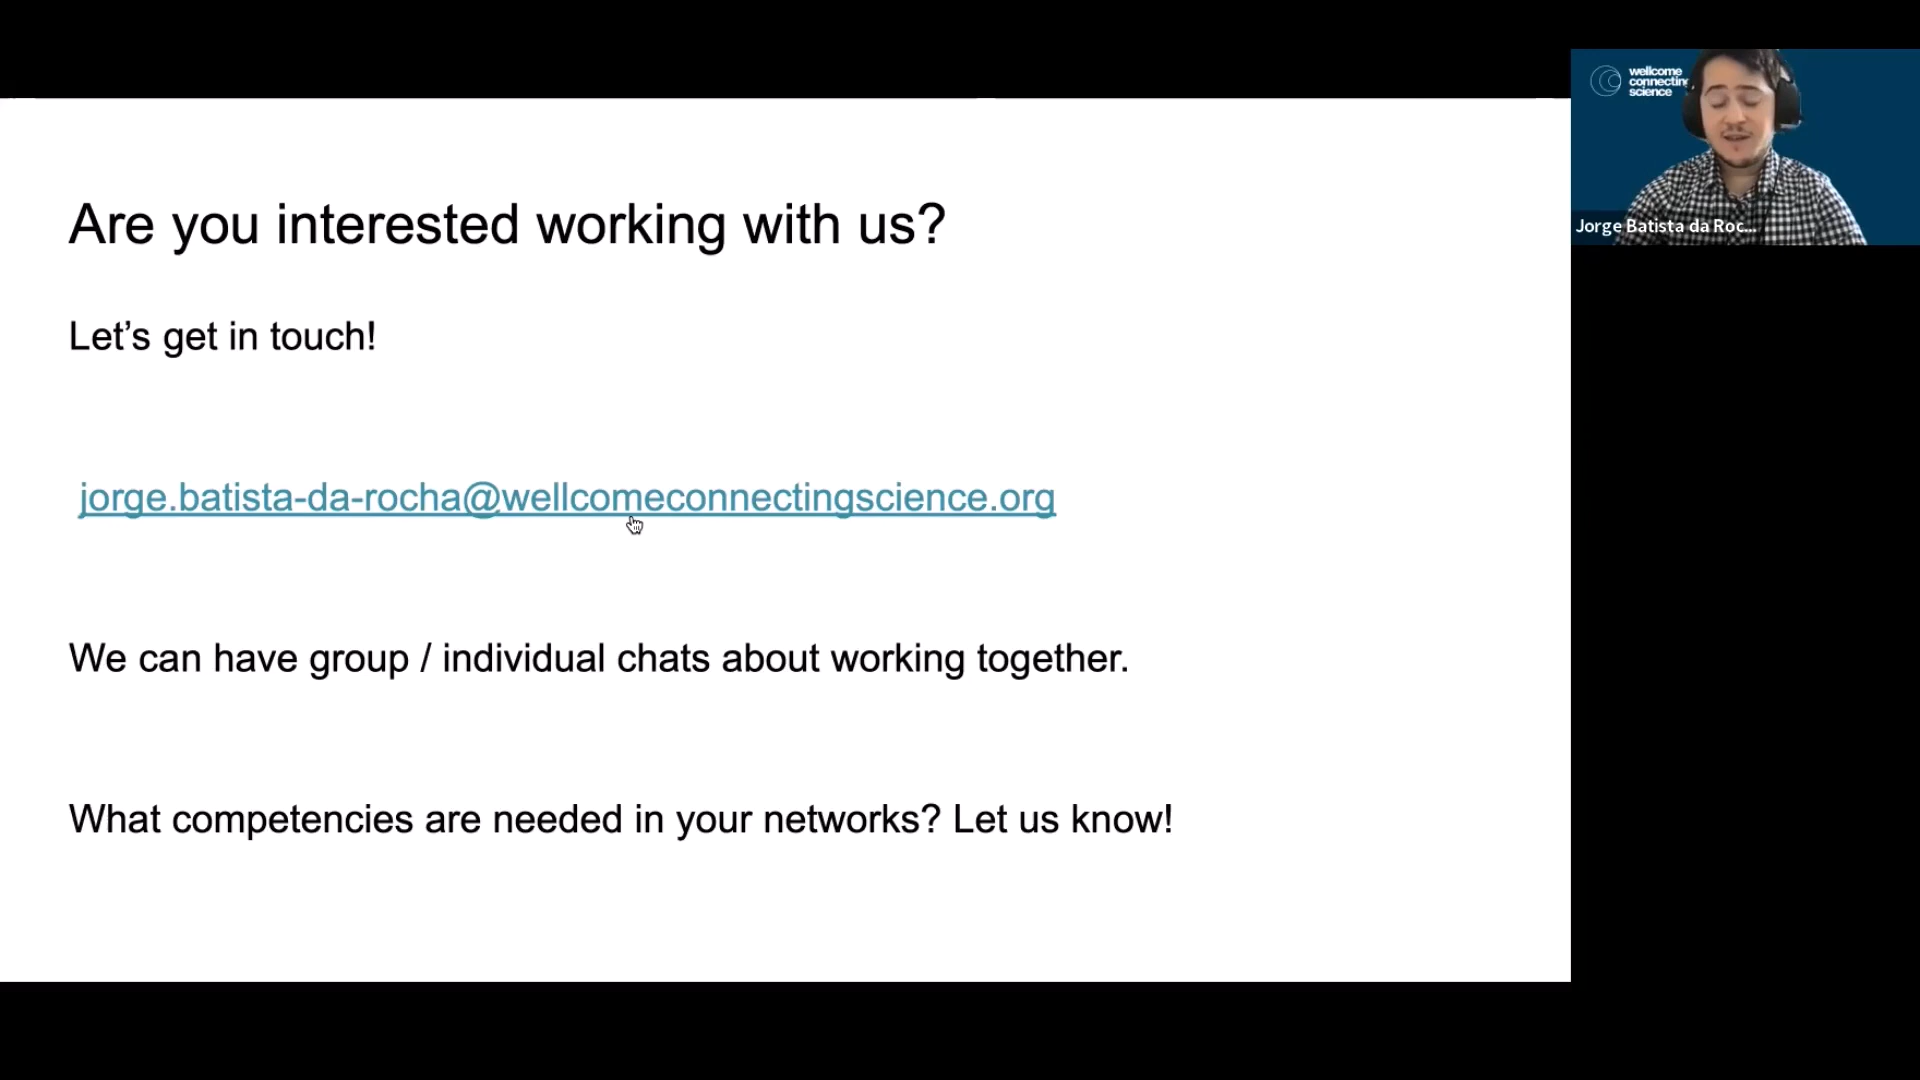 Are you interested working with us?
Let’s get in touch!
jorge.batista-da-rocha@wellcomeconnectingscience.org
We can have group / individual chats about working together.
What competencies are needed in your networks? Let us know!
wellcome
connecting
science
Jorge Batista da Roc...